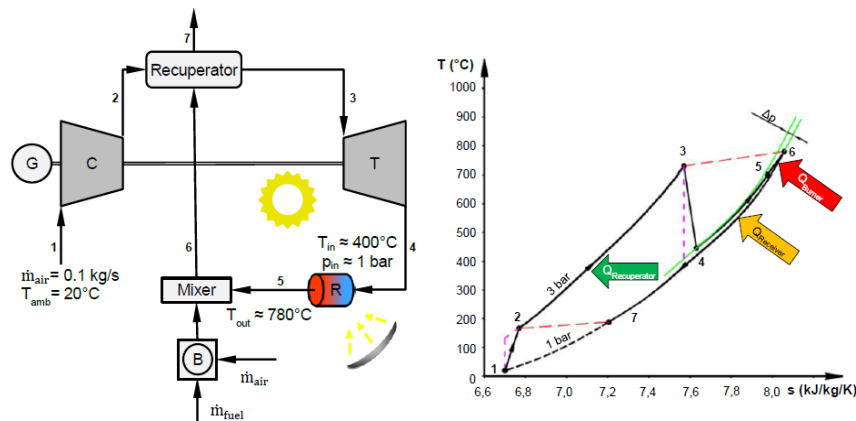 7
Recuperator
2
3
G
C
T
1
ṁair = 0.1 kg/s
Tamb = 20°C
6
Tin ≈ 400°C
pin ≈ 1 bar
4
Mixer
5
R
Tout ≈ 780°C
B
ṁair
ṁfuel
T (°C)
1000
900
800
700
600
500
400
300
200
100
0
Δp
3
5
6
QBurner
QReceiver
4
QRecuperator
3 bar
2
7
1 bar
1
6,6
6,8
7,0
7,2
7,4
7,6
7,8
8,0
s (kJ/kg/K)